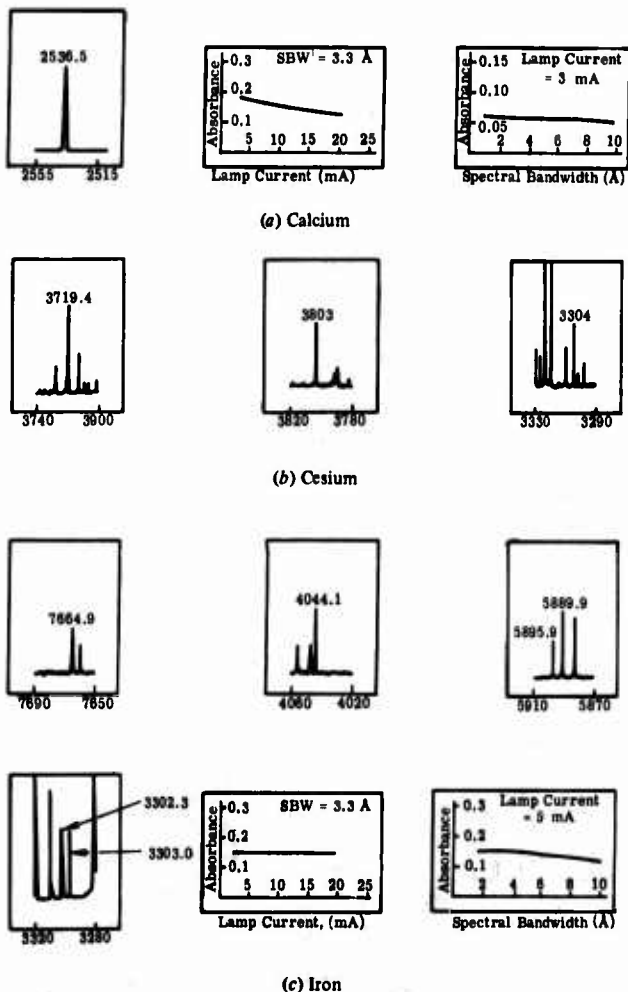 2536.5
2555 2515
0.3
0.2
0.1
SBW = 3.3 Å
Absorbance
5 10 15 20 25
Lamp Current (mA)
0.15
0.10
0.05
Lamp Current
= 3 mA
Absorbance
2 4 6 8 10
Spectral Bandwidth (Å)
(a) Calcium
3719.4
3740 3900
3803
3820 3780
3304
3330 3290
(b) Cesium
7664.9
7690 7650
4044.1
4060 4020
5889.9
5895.9
5910 5870
3302.3
3303.0
3320 3280
0.3
0.2
0.1
SBW = 3.3 Å
Absorbance
5 10 15 20 25
Lamp Current, (mA)
0.3
0.2
0.1
Lamp Current
= 5 mA
Absorbance
2 4 6 8 10
Spectral Bandwidth (Å)
(c) Iron